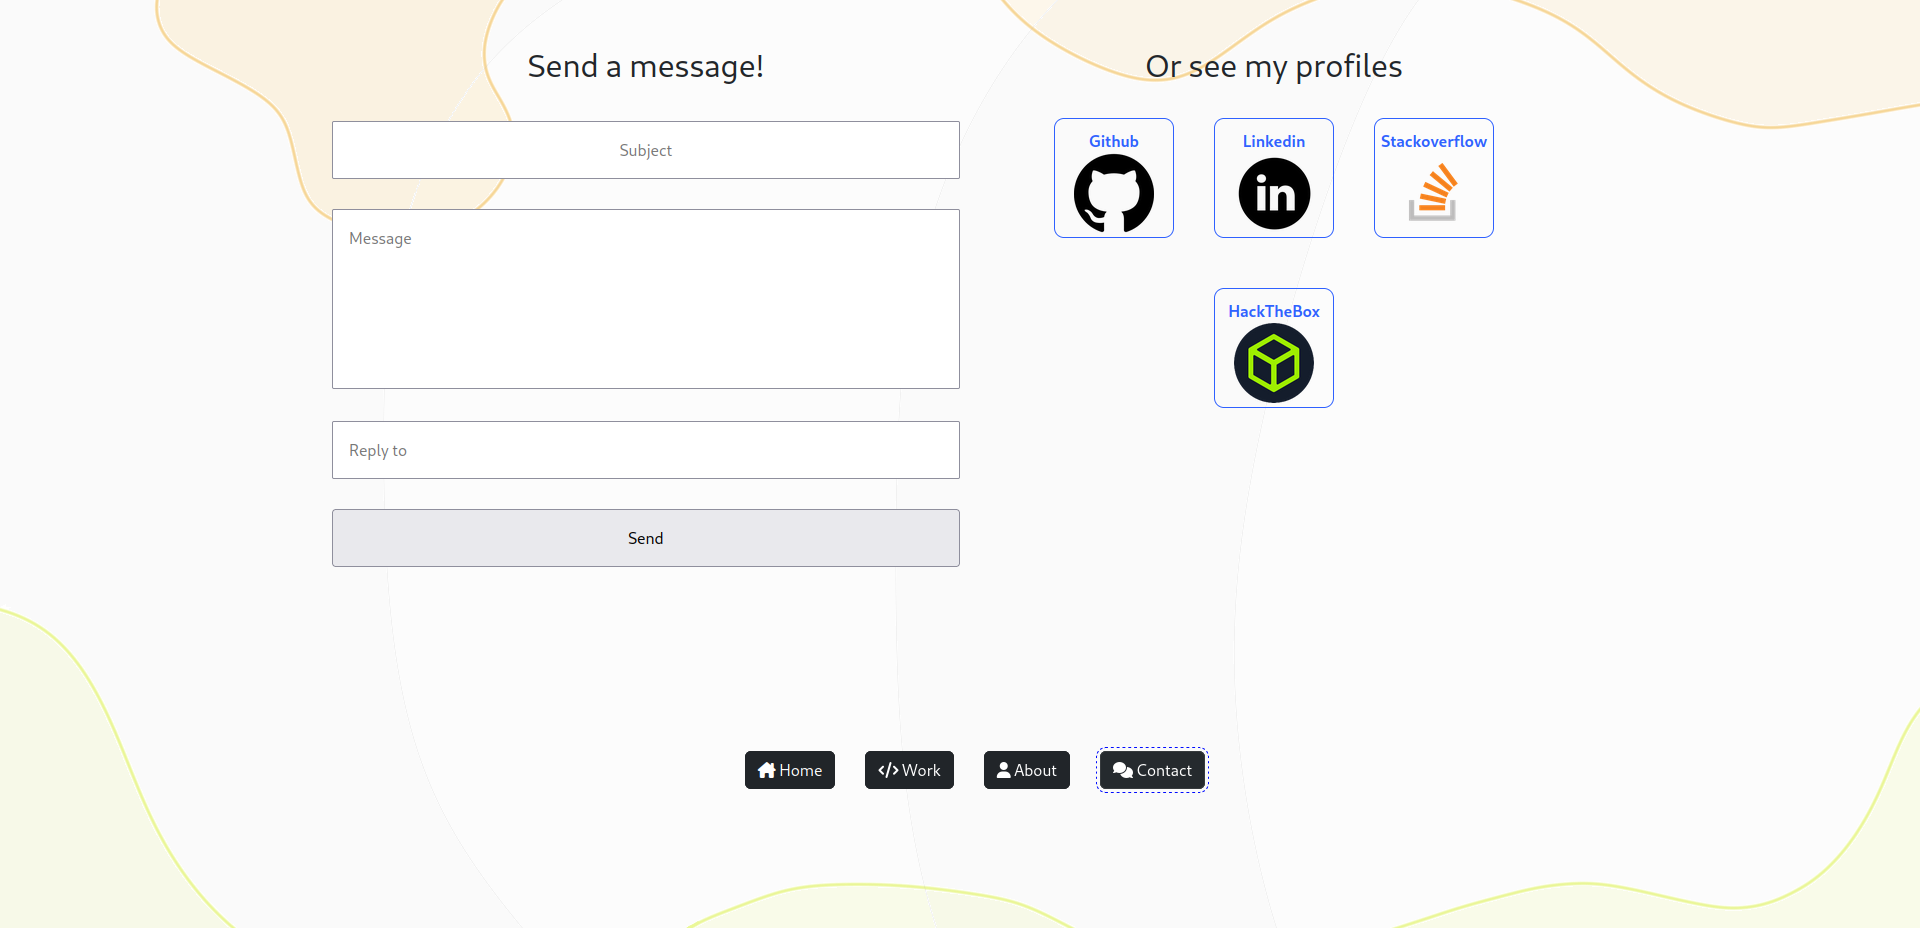 Send a message!
Subject
Message
Reply to
Send
Or see my profiles
Github
Linkedin
in
Stackoverflow
HackTheBox
Home
Work
About
Contact